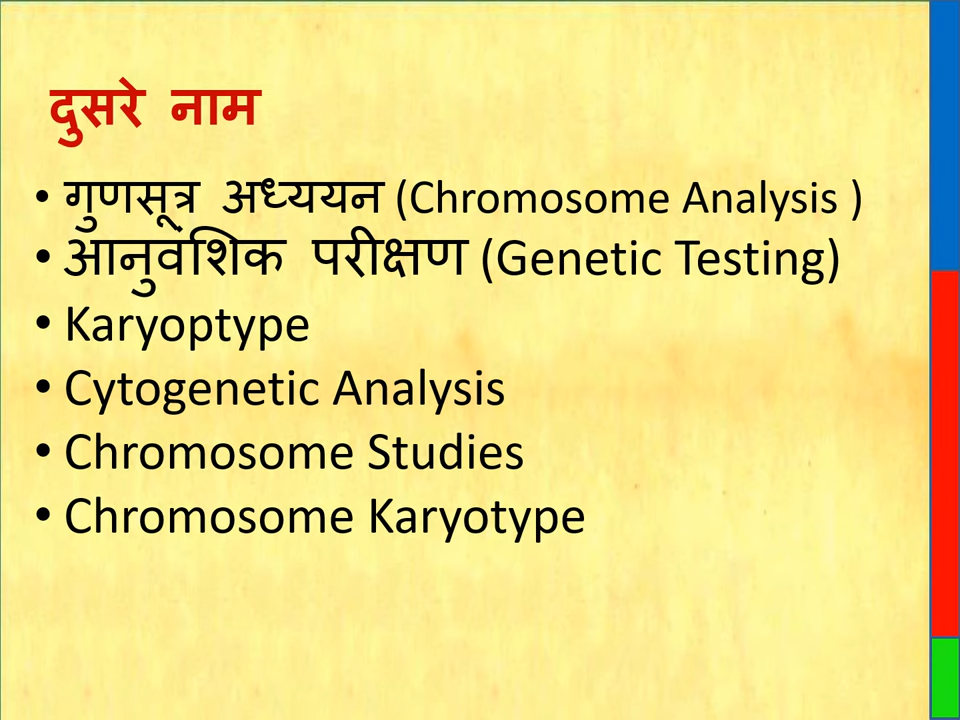 दुसरे नाम
• गुणसूत्र अध्ययन (Chromosome Analysis )
• आनुवंशिक परीक्षण (Genetic Testing)
• Karyoptype
• Cytogenetic Analysis
• Chromosome Studies
• Chromosome Karyotype